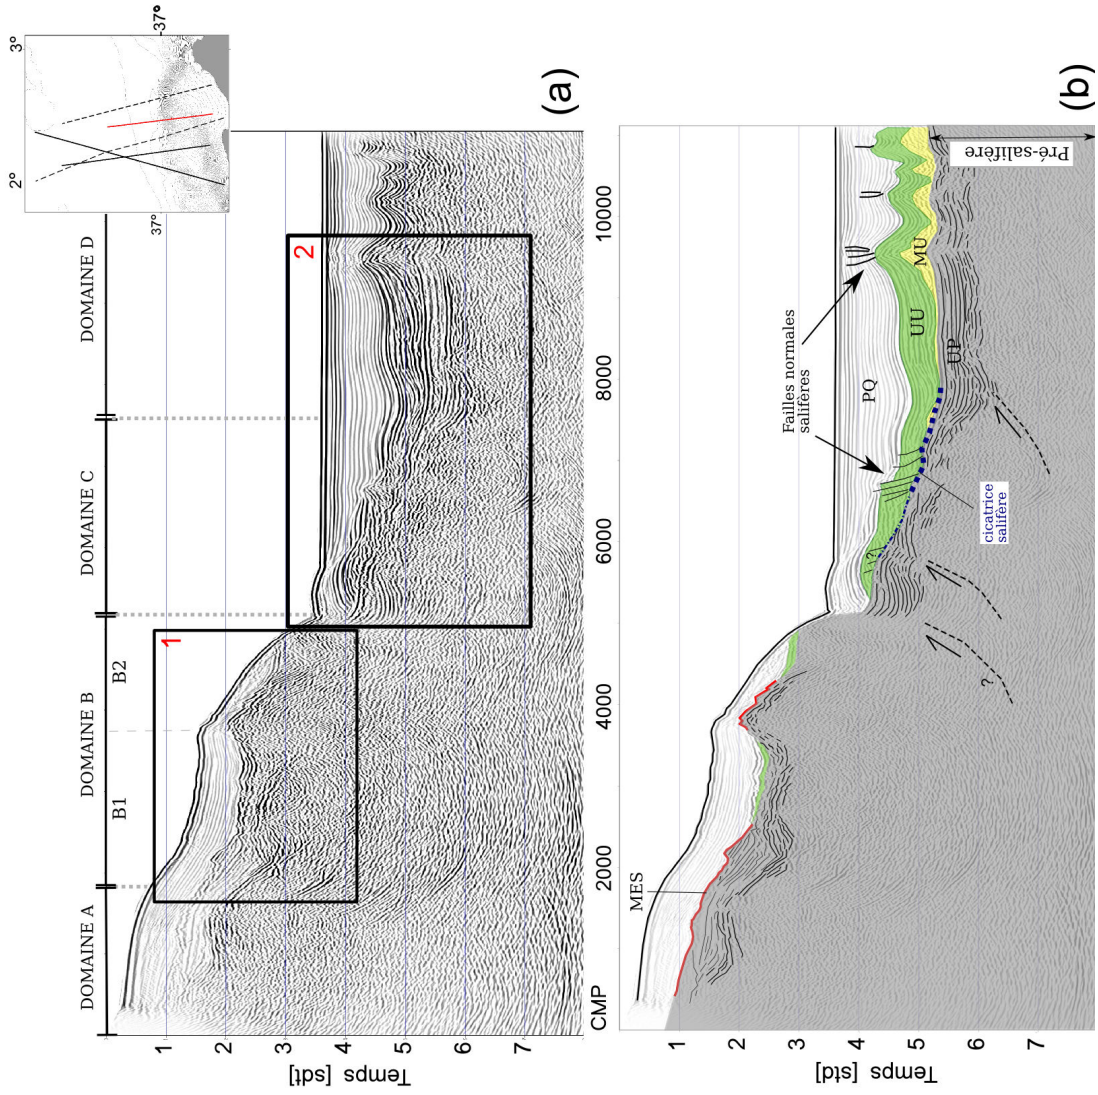 2°
3°
37°
-37°
DOMAINE A
DOMAINE B
DOMAINE C
DOMAINE D
B1
B2
1
2
1
2
3
4
5
6
7
Temps [sdt]
(a)
CMP
2000
4000
6000
8000
10000
MES
PQ
Failles normales
salifères
UU
MU
UP
?
?
cicatrice
salifère
Pré-salifère
1
2
3
4
5
6
7
Temps [std]
(b)